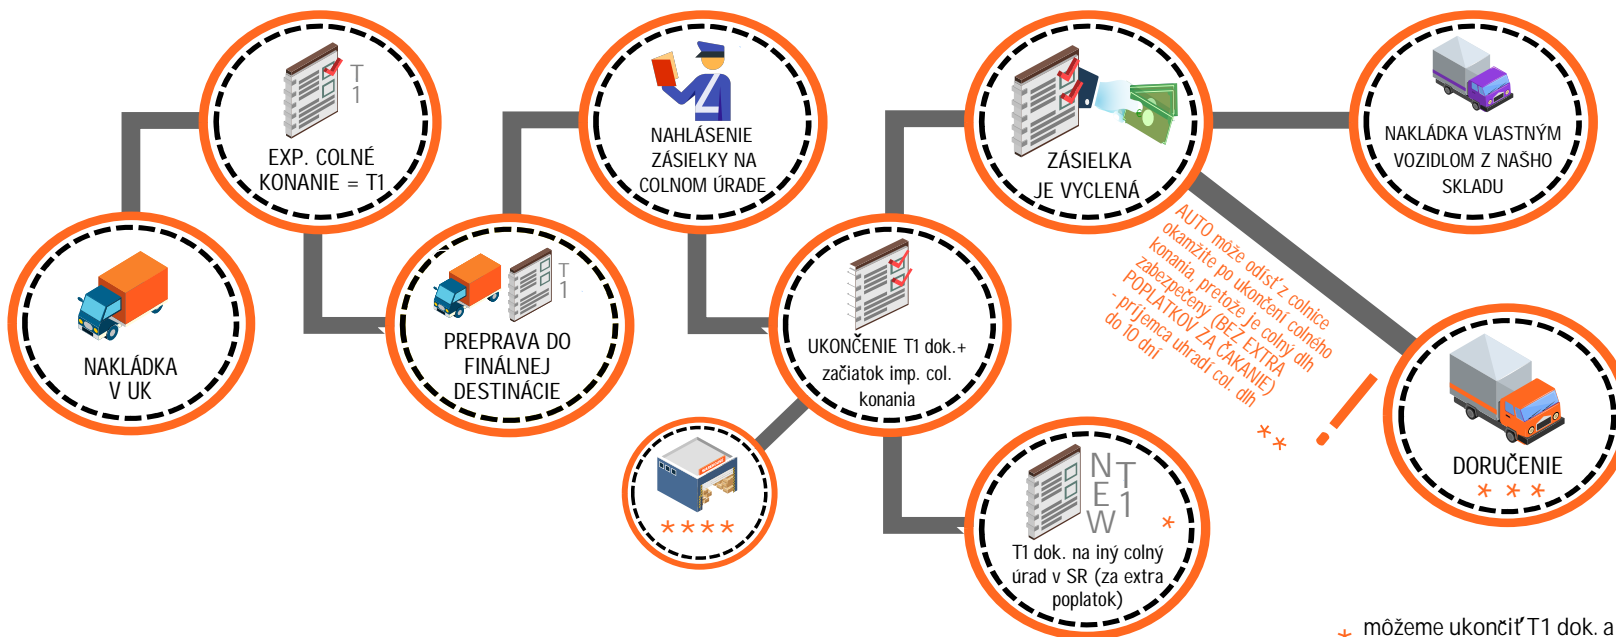 NAKLÁDKA
V UK
T
1
EXP. COLNÉ
KONANIE = T1
T
1
PREPRAVA DO
FINÁLNEJ
DESTINÁCIE
NAHLÁSENIE
ZÁSIELKY NA
COLNOM ÚRADE
UKONČENIE T1 dok.+
začiatok imp. col.
konania
****
NEW
T1
*
T1 dok. na iný colný
úrad v SR (za extra
poplatok)
ZÁSIELKA
JE VYCLENÁ
NAKLÁDKA VLASTNÝM
VOZIDLOM Z NAŠHO
SKLADU
AUTO môže odísť z colnice
okamžite po ukončení colného
konania, pretože je colný dlh
zabezpečený (BEZ EXTRA
POPLATKOV ZA ČAKANIE)
- príjemca uhradí col. dlh
do 10 dní
**
!
DORUČENIE
***
* môžeme ukončiť T1 dok. a